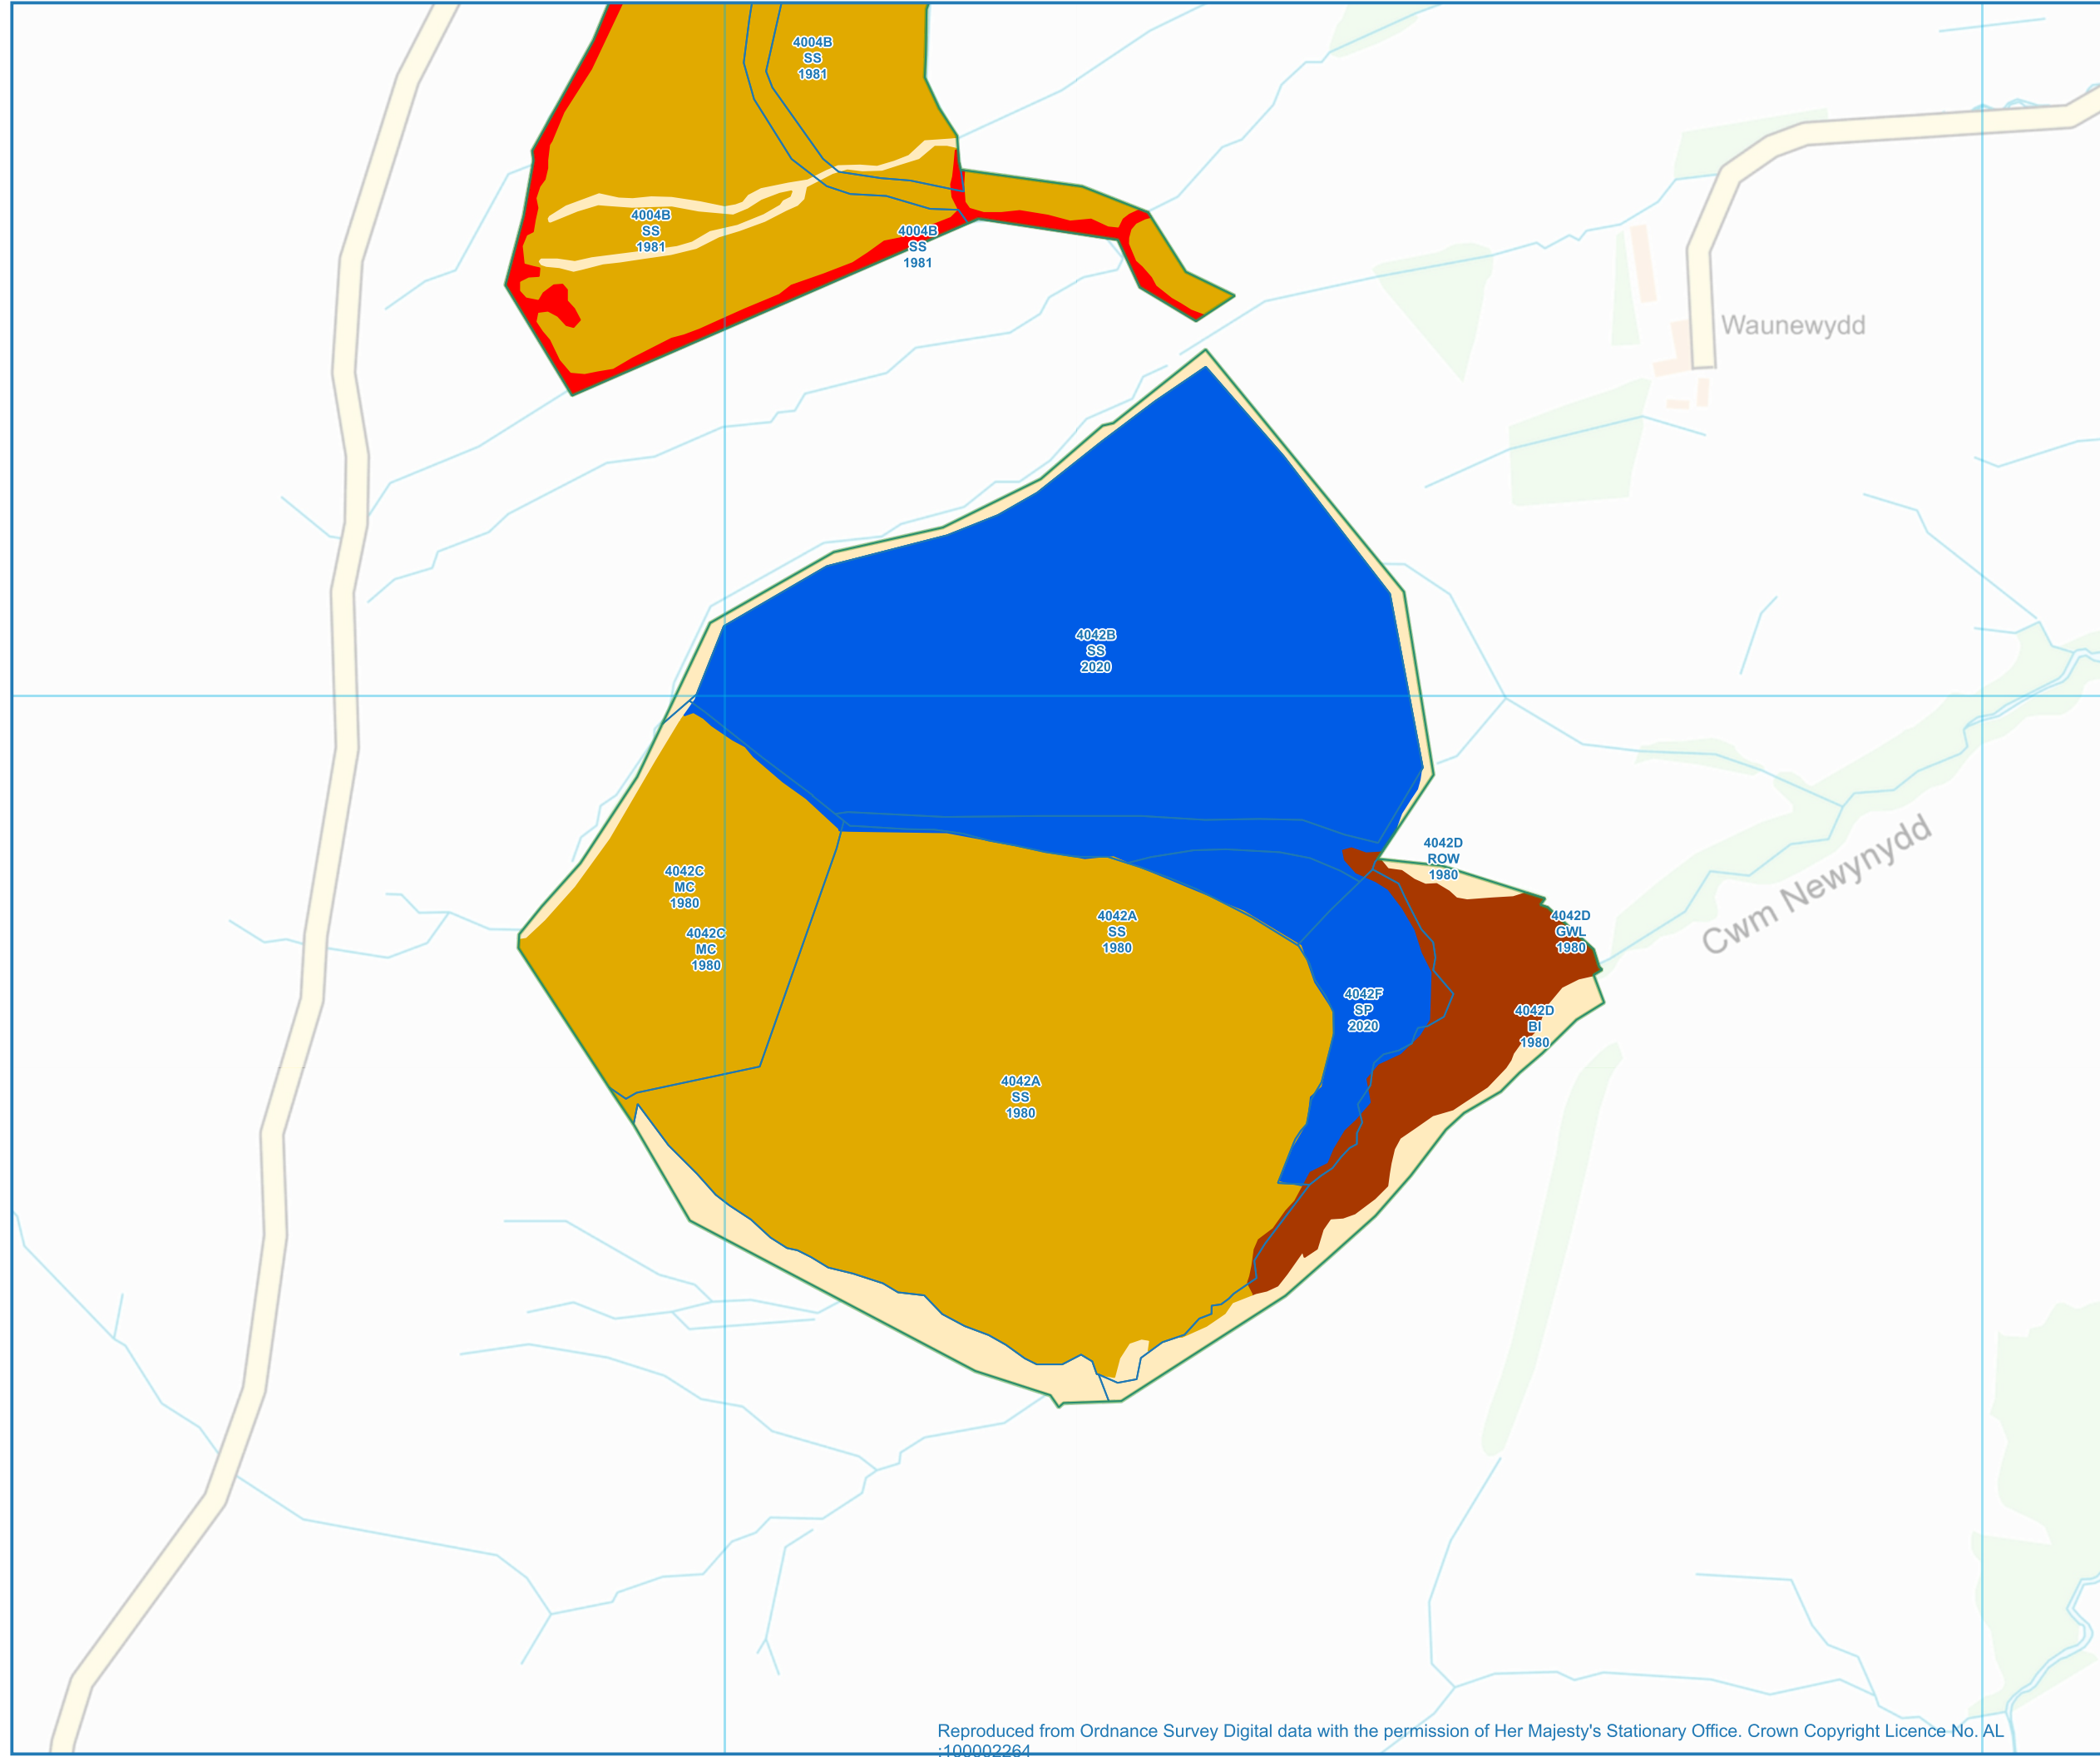 4004B
SS
1981
4004B
SS
1981
4004B
SS
1981
Waunewydd
4042B
SS
2020
4042D
ROW
1980
4042C
MC
1980
4042C
MC
1980
4042A
SS
1980
4042D
GWL
1980
Cwm Newynydd
4042F
SP
2020
4042D
BI
1980
4042A
SS
1980
Reproduced from Ordnance Survey Digital data with the permission of Her Majesty's Stationary Office. Crown Copyright Licence No. AL
:100002264